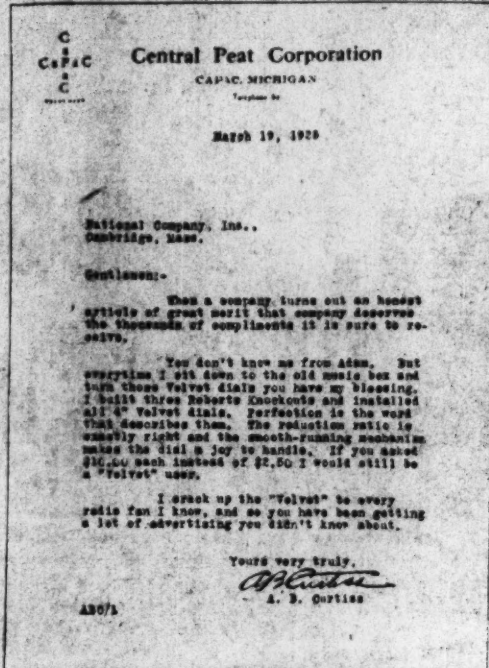 C
CAPAC
C
Central Peat Corporation
CAPAC, MICHIGAN
Telephone
March 19, 1925
National Company, Inc.,
Cambridge, Mass.
Gentlemen:-
When a company turns out an honest
article of great merit that company deserves
the thousands of compliments it is sure to re-
ceive.
You don't know me from Adam. But
everytime I sit down to the old music box and
turn those Velvet dials you have my blessing.
I built three Roberts Knockouts and installed
all 4" Velvet dials. Perfection is the word
that describes them. The reduction ratio is
exactly right and the smooth-running mechanism
makes the dial a joy to handle. If you asked
$10.00 each instead of $2.50 I would still be
a "Velvet" user.
I crack up the "Velvet" to every
radio fan I know, and so you have been getting
a lot of advertising you didn't know about.
Yours very truly,
AB Curtiss
A. B. Curtiss
ABC/1